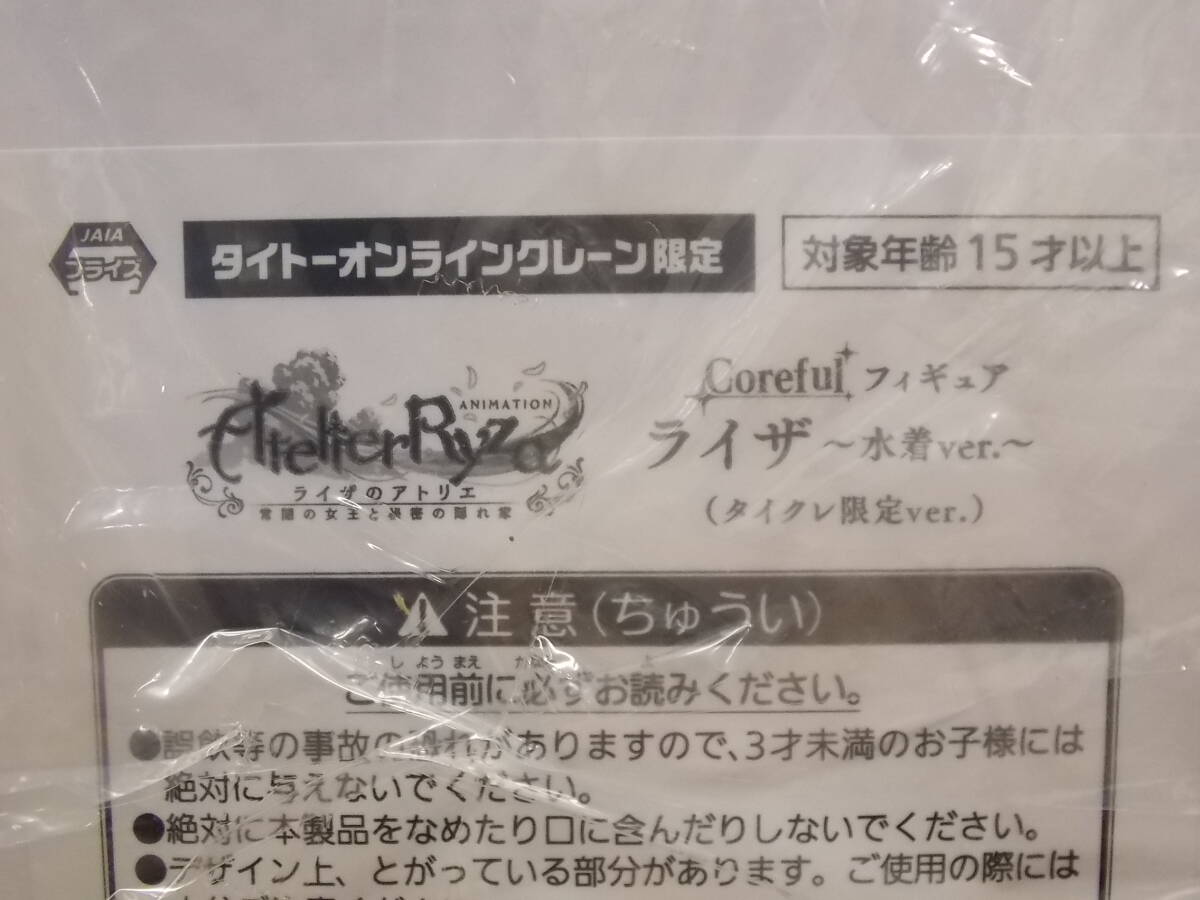 JAIA
プライズ
タイトーオンラインクレーン限定
対象年齢15才以上
Atelier Ryza
ANIMATION
ライザのアトリエ
常闇の女王と秘密の隠れ家
Coreful フィギュア
ライザ ～水着ver.～
(タイクレ限定ver.)
注意(ちゅうい)
ご使用前に必ずお読みください。
●誤飲等の事故の恐れがありますので、3才未満のお子様には
絶対に与えないでください。
●絶対に本製品をなめたり口に含んだりしないでください。
●デザイン上、とがっている部分があります。ご使用の際には